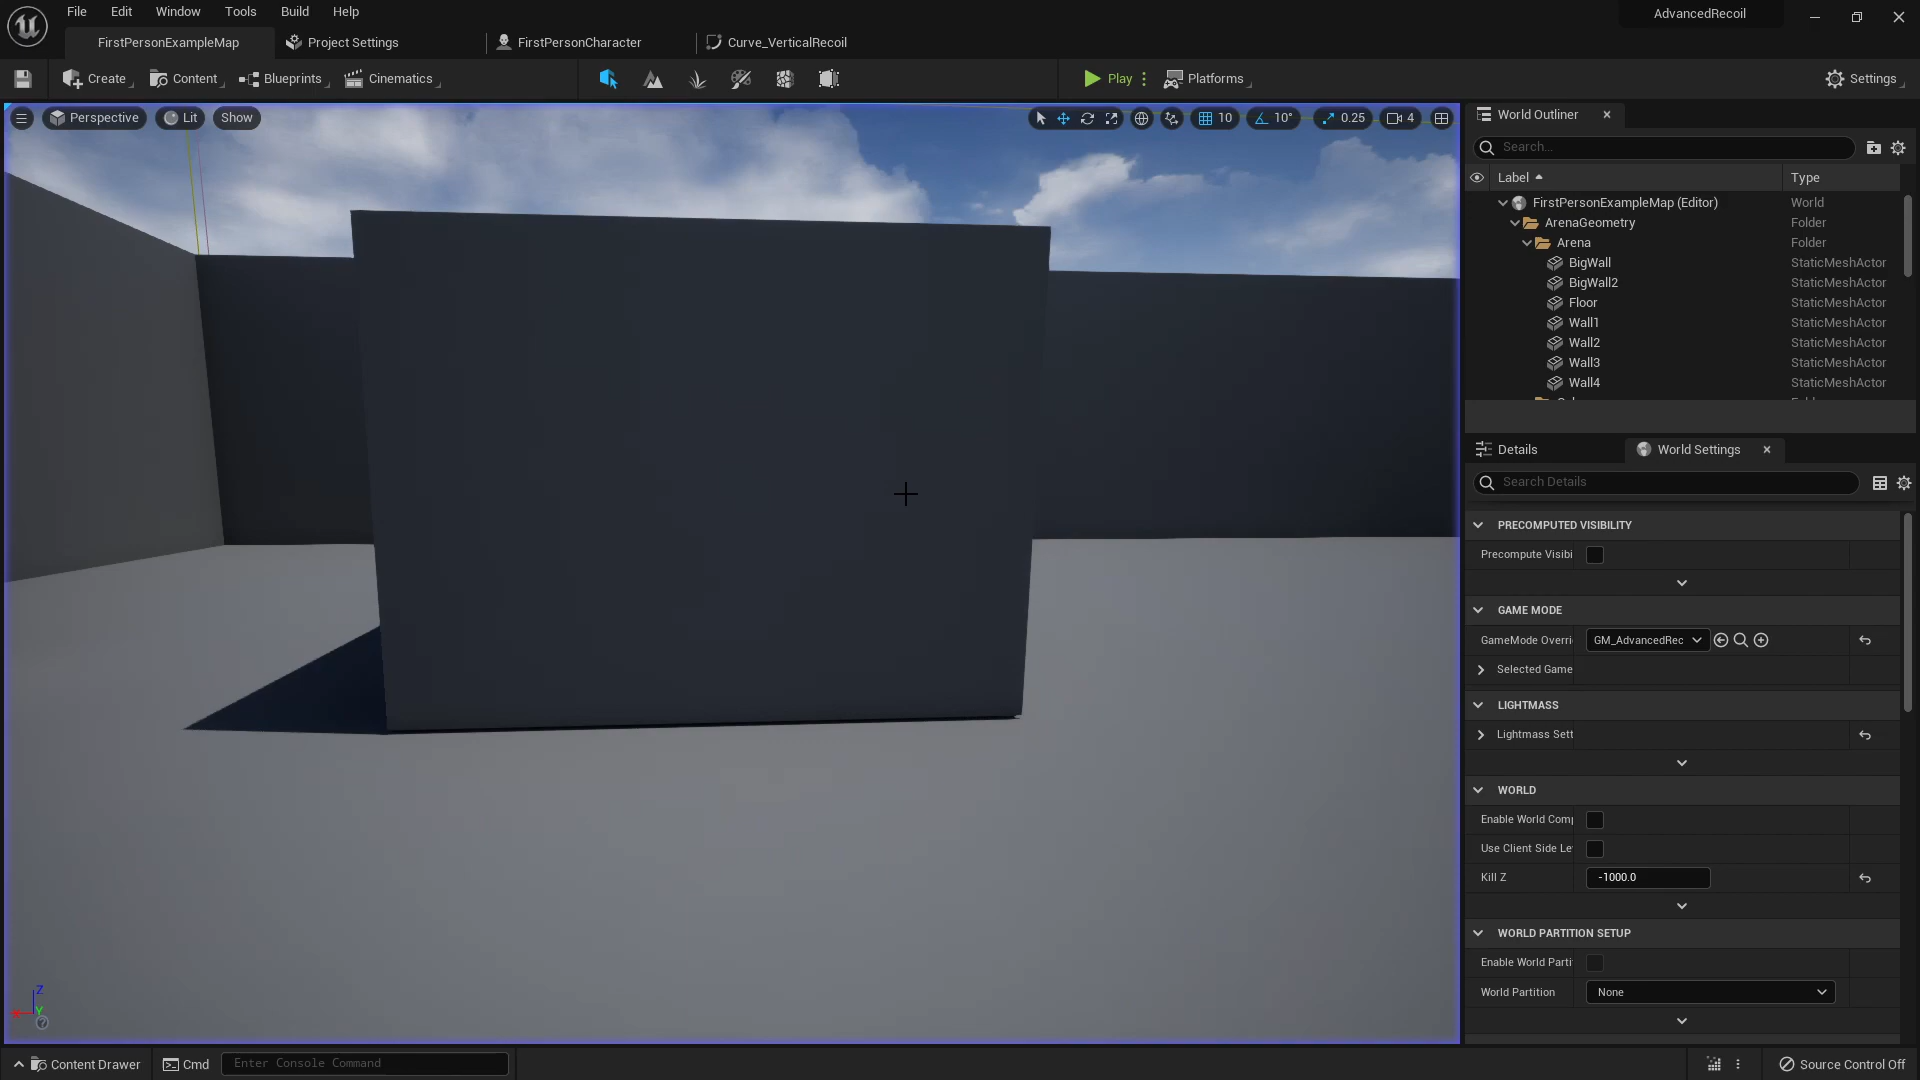 File Edit Window Tools Build Help
AdvancedRecoil
FirstPersonExampleMap Project Settings FirstPersonCharacter Curve_VerticalRecoil
Create Content Blueprints Cinematics Play Platforms Settings
Perspective Lit Show 10 10° 0.25 4
World Outliner
Search...
Label Type
FirstPersonExampleMap (Editor) World
ArenaGeometry Folder
Arena Folder
BigWall StaticMeshActor
BigWall2 StaticMeshActor
Floor StaticMeshActor
Wall1 StaticMeshActor
Wall2 StaticMeshActor
Wall3 StaticMeshActor
Wall4 StaticMeshActor
Details World Settings
Search Details
PRECOMPUTED VISIBILITY
Precompute Visibi
GAME MODE
GameMode Overri GM_AdvancedRec
Selected Game
LIGHTMASS
Lightmass Sett
WORLD
Enable World Comp
Use Client Side Le
Kill Z -1000.0
WORLD PARTITION SETUP
Enable World Parti
World Partition None
Z
Y
Content Drawer Cmd Enter Console Command Source Control Off